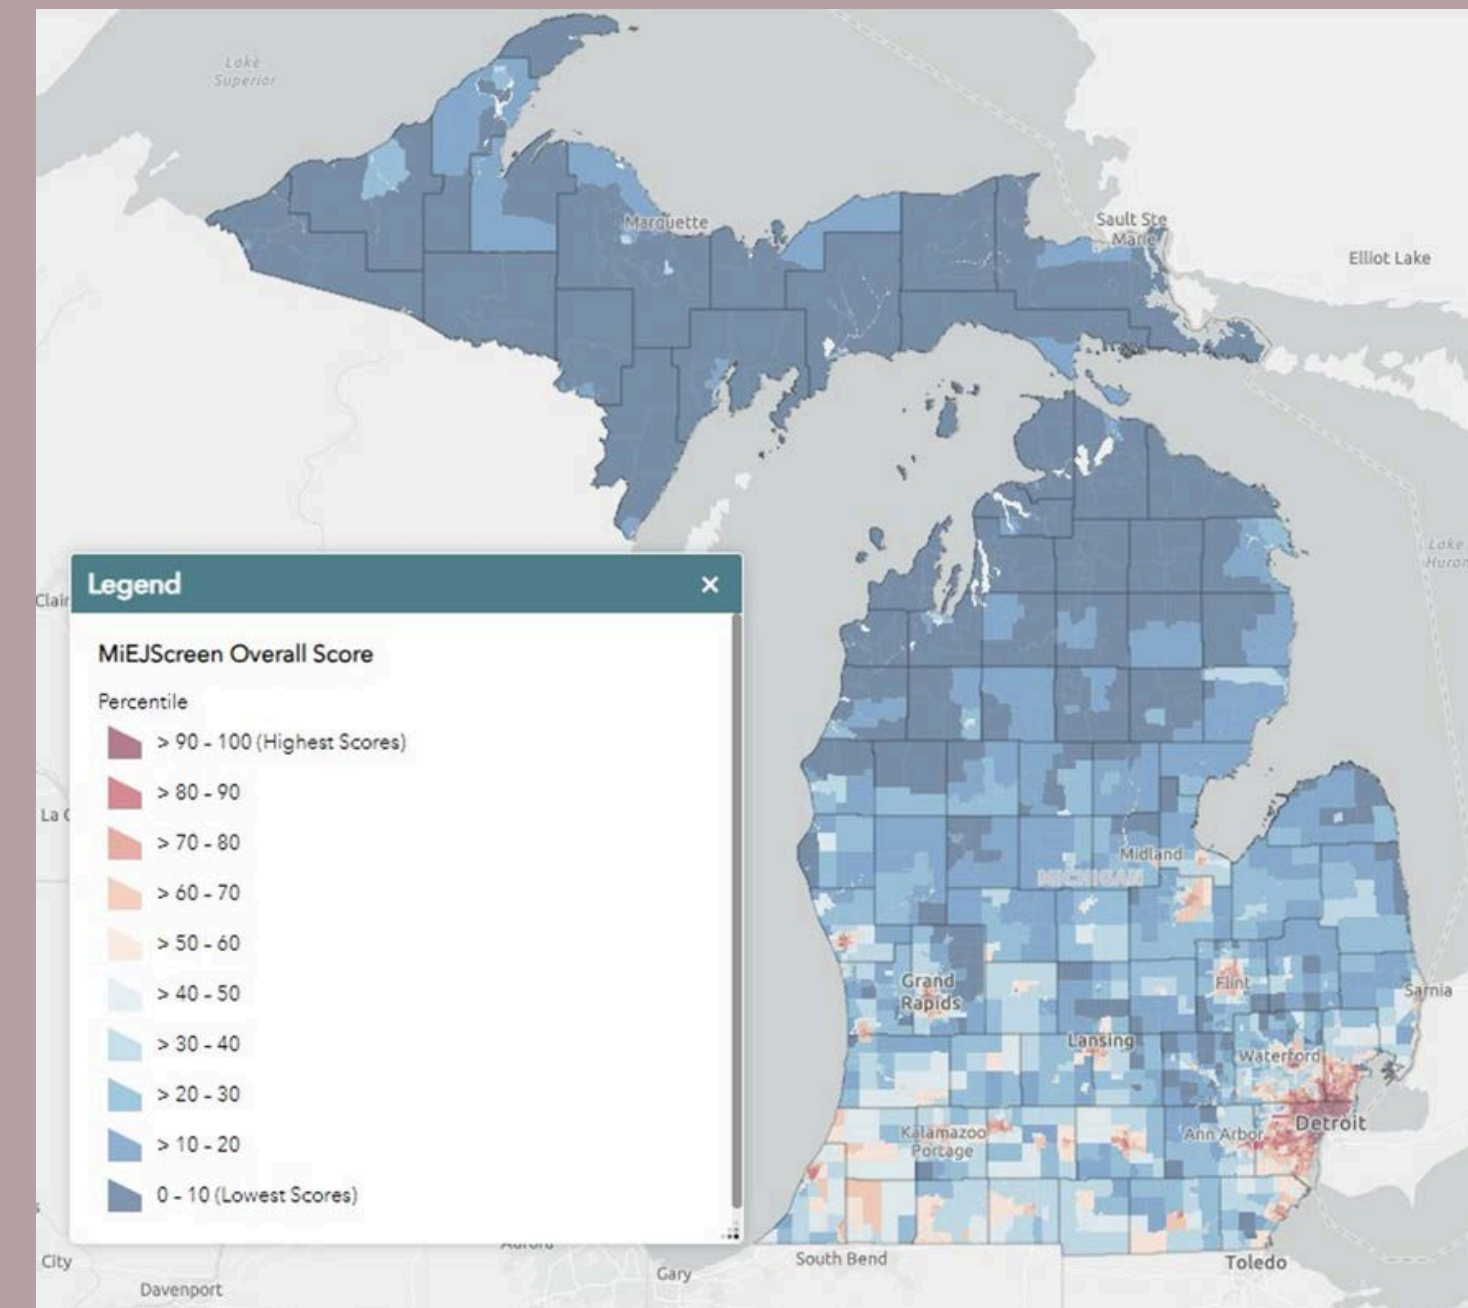 Lake
Superior
Marquette
Sault Ste
Marie
Elliot Lake
Lake
Huron
Clair
Legend
×
MiEJScreen Overall Score
Percentile
> 90 - 100 (Highest Scores)
> 80 - 90
> 70 - 80
> 60 - 70
> 50 - 60
> 40 - 50
> 30 - 40
> 20 - 30
> 10 - 20
0 - 10 (Lowest Scores)
La C
Midland
MICHIGAN
Grand
Rapids
Flint
Sarnia
Lansing
Waterford
Kalamazoo
Portage
Ann Arbor
Detroit
City
Davenport
Aurora
Gary
South Bend
Toledo